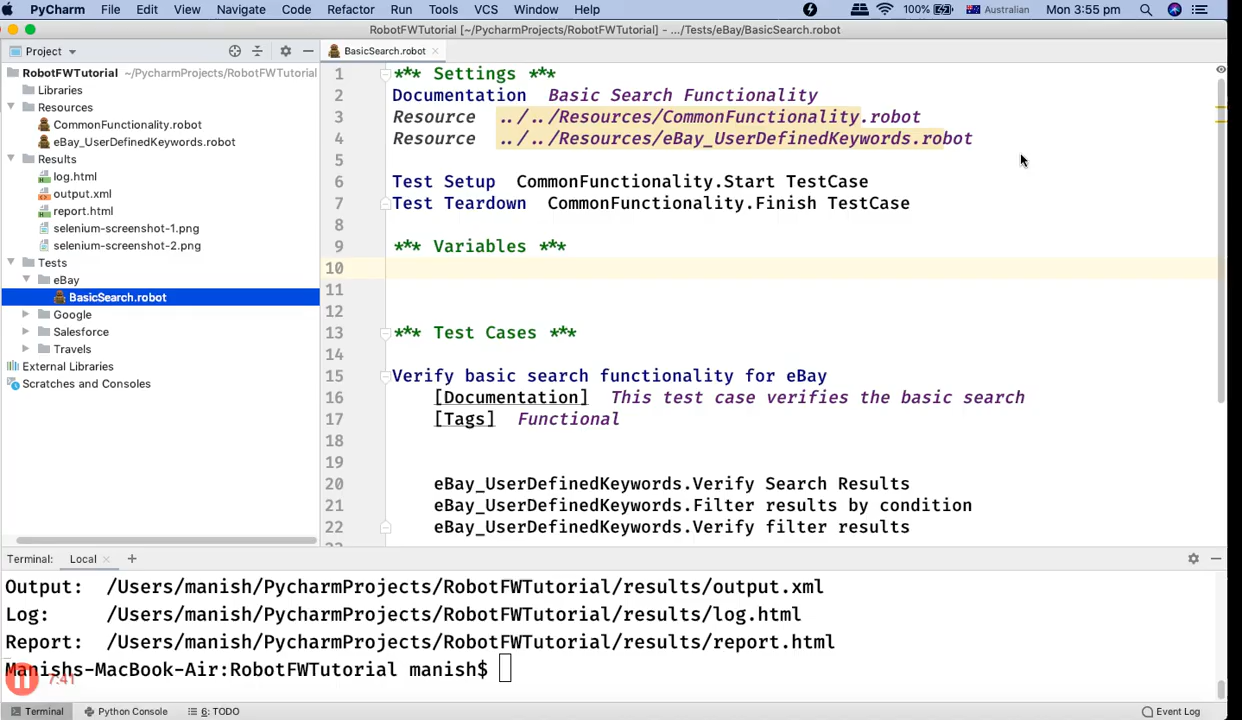 PyCharm File Edit View Navigate Code Refactor Run Tools VCS Window Help 100% Australian Mon 3:55 pm
RobotFWTutorial [~/PycharmProjects/RobotFWTutorial] - .../Tests/eBay/BasicSearch.robot
Project
BasicSearch.robot
RobotFWTutorial ~/PycharmProjects/RobotFWTutorial
Libraries
Resources
CommonFunctionality.robot
eBay_UserDefinedKeywords.robot
Results
log.html
output.xml
report.html
selenium-screenshot-1.png
selenium-screenshot-2.png
Tests
eBay
BasicSearch.robot
Google
Salesforce
Travels
External Libraries
Scratches and Consoles
1 *** Settings ***
2 Documentation Basic Search Functionality
3 Resource ../../Resources/CommonFunctionality.robot
4 Resource ../../Resources/eBay_UserDefinedKeywords.robot
5
6 Test Setup CommonFunctionality.Start TestCase
7 Test Teardown CommonFunctionality.Finish TestCase
8
9 *** Variables ***
10
11
12
13 *** Test Cases ***
14
15 Verify basic search functionality for eBay
16 [Documentation] This test case verifies the basic search
17 [Tags] Functional
18
19
20 eBay_UserDefinedKeywords.Verify Search Results
21 eBay_UserDefinedKeywords.Filter results by condition
22 eBay_UserDefinedKeywords.Verify filter results
Terminal: Local +
Output: /Users/manish/PycharmProjects/RobotFWTutorial/results/output.xml
Log: /Users/manish/PycharmProjects/RobotFWTutorial/results/log.html
Report: /Users/manish/PycharmProjects/RobotFWTutorial/results/report.html
Manishs-MacBook-Air:RobotFWTutorial manish$
7:41
Terminal Python Console 6: TODO Event Log